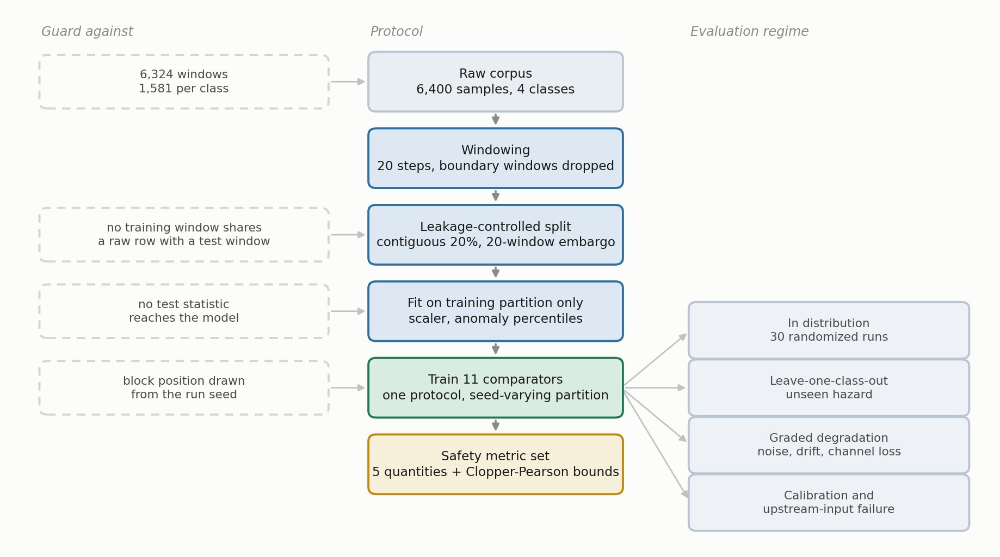 Guard against
Protocol
Evaluation regime
6,324 windows
1,581 per class
Raw corpus
6,400 samples, 4 classes
Windowing
20 steps, boundary windows dropped
no training window shares
a raw row with a test window
Leakage-controlled split
contiguous 20%, 20-window embargo
no test statistic
reaches the model
Fit on training partition only
scaler, anomaly percentiles
block position drawn
from the run seed
Train 11 comparators
one protocol, seed-varying partition
Safety metric set
5 quantities + Clopper-Pearson bounds
In distribution
30 randomized runs
Leave-one-class-out
unseen hazard
Graded degradation
noise, drift, channel loss
Calibration and
upstream-input failure